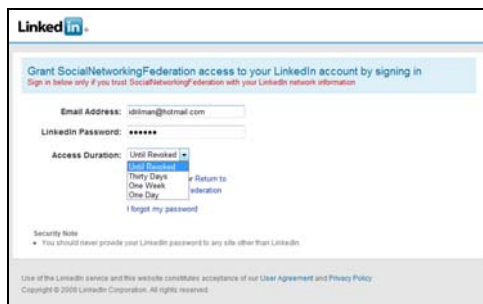 Linked in
Grant SocialNetworkingFederation access to your LinkedIn account by signing in
Sign in below only if you trust SocialNetworkingFederation with your LinkedIn network information
Email Address: idrilman@hotmail.com
LinkedIn Password: ••••••
Access Duration: Until Revoked
Until Revoked
Thirty Days r Return to
One Week ederation
One Day
I forgot my password
Security Note
• You should never provide your LinkedIn password to any site other than LinkedIn.
Use of the LinkedIn service and this website constitutes acceptance of our User Agreement and Privacy Policy
Copyright © 2009 LinkedIn Corporation. All rights reserved.